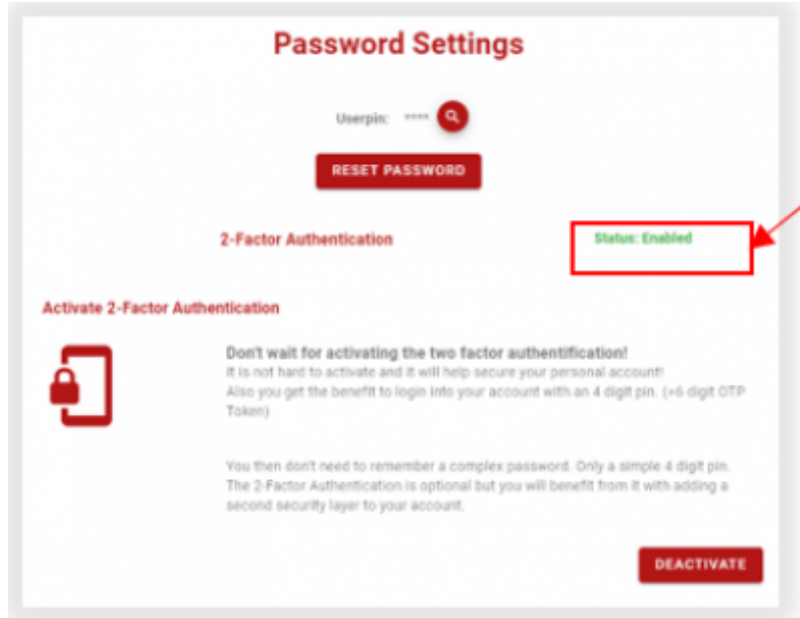 Password Settings
Userpin: ****
RESET PASSWORD
2-Factor Authentication
Status: Enabled
Activate 2-Factor Authentication
Don't wait for activating the two factor authentification!
It is not hard to activate and it will help secure your personal account!
Also you get the benefit to login into your account with an 4 digit pin. (+6 digit OTP
Token)
You then don't need to remember a complex password. Only a simple 4 digit pin.
The 2-Factor Authentication is optional but you will benefit from it with adding a
second security layer to your account.
DEACTIVATE